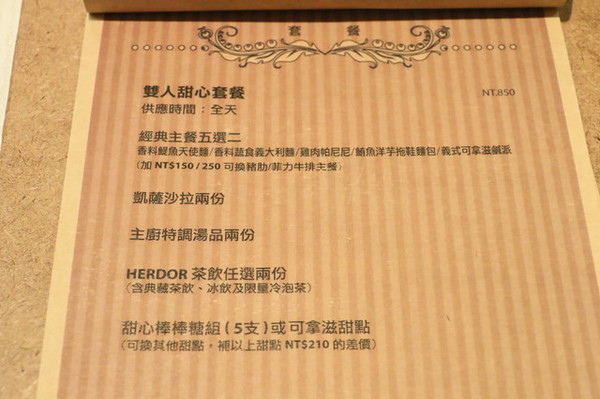 套 餐
雙人甜心套餐 NT.850
供應時間：全天
經典主餐五選二
香料鯷魚天使麵/香料蔬食義大利麵/雞肉帕尼尼/鮪魚洋芋拖鞋麵包/義式可拿滋鹹派
（加 NT$150 / 250 可換豬肋/菲力牛排主餐）
凱薩沙拉兩份
主廚特調湯品兩份
HERDOR 茶飲任選兩份
（含典藏茶飲、冰飲及限量冷泡茶）
甜心棒棒糖組 ( 5支 ) 或可拿滋甜點
（可換其他甜點，補以上甜點 NT$210 的差價）